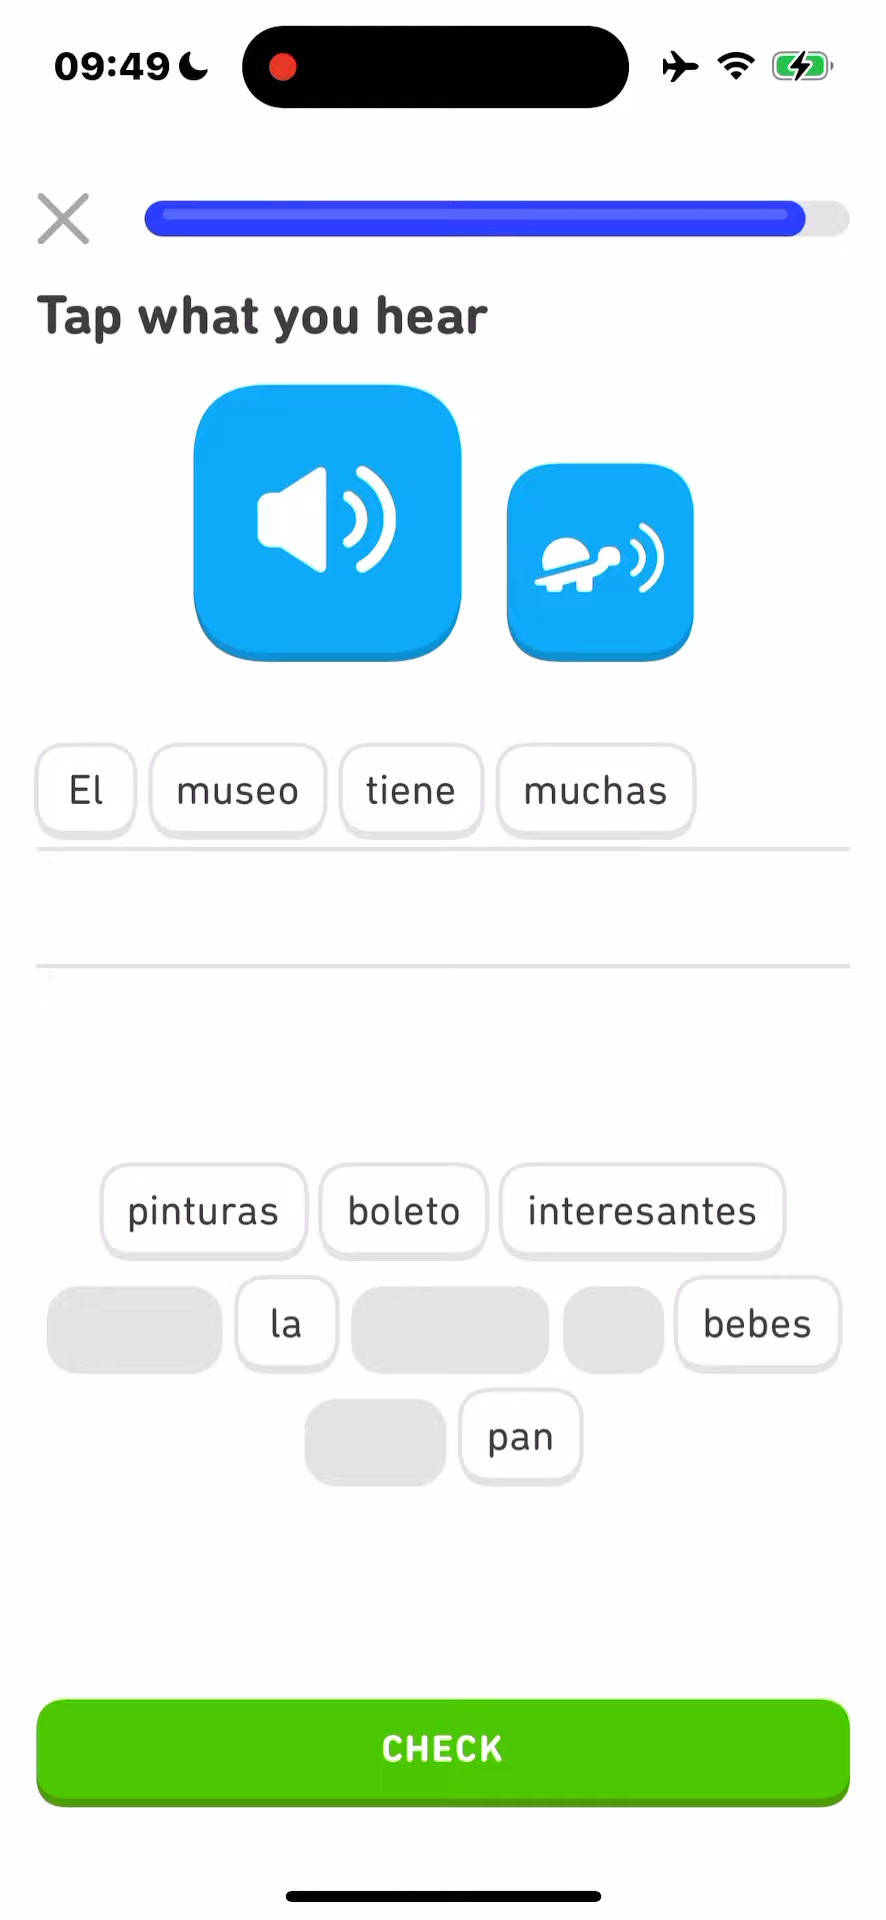 09:49
Tap what you hear
El museo tiene muchas
pinturas boleto interesantes
la bebes
pan
CHECK